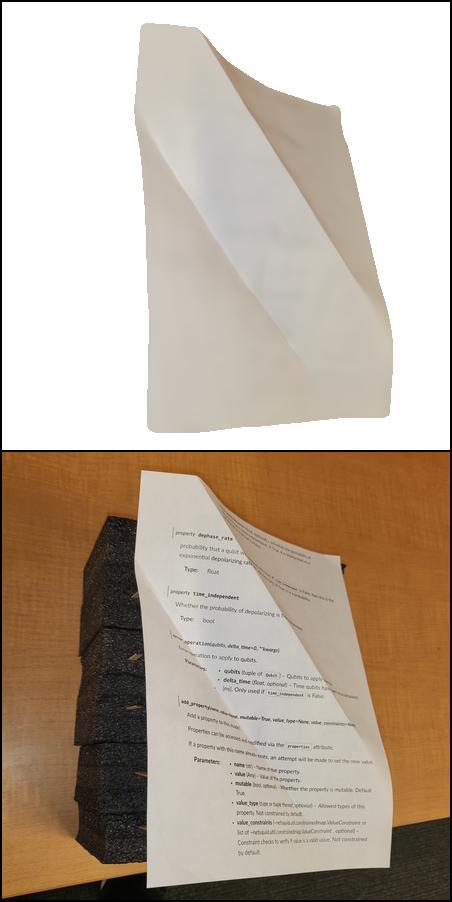 property dephase_rate
probability that a qubit w
exponential depolarizing rate
Type: float
property time_independent
Whether the probability of depolarizing is
Type: bool
operation(qubits, delta_time=0, **kwargs)
operation to apply to qubits.
Parameters:
• qubits (tuple of Qubit) – Qubits to apply
• delta_time (float, optional) – Time qubits
[ns]. Only used if time_independent is False
add_property(name, value, mutable=True, value_type=None, value_constraints=None)
Add a property to this
Properties can be accessed and modified via the properties attribute.
If a property with this name already exists, an attempt will be made to set the new value
Parameters:
• name (str) – Name of the property.
• value (Any) – Value of the property.
• mutable (bool, optional) – Whether the property is mutable. Default
True.
• value_type (type or tuple thereof, optional) – Allowed types of this
property. Not constrained by default.
• value_constraints (~netsquid.util.constrainedmap.ValueConstraint or
list of ~netsquid.util.constrainedmap.ValueConstraint , optional) –
Constraint checks to verify if value is a valid value. Not constrained
by default.